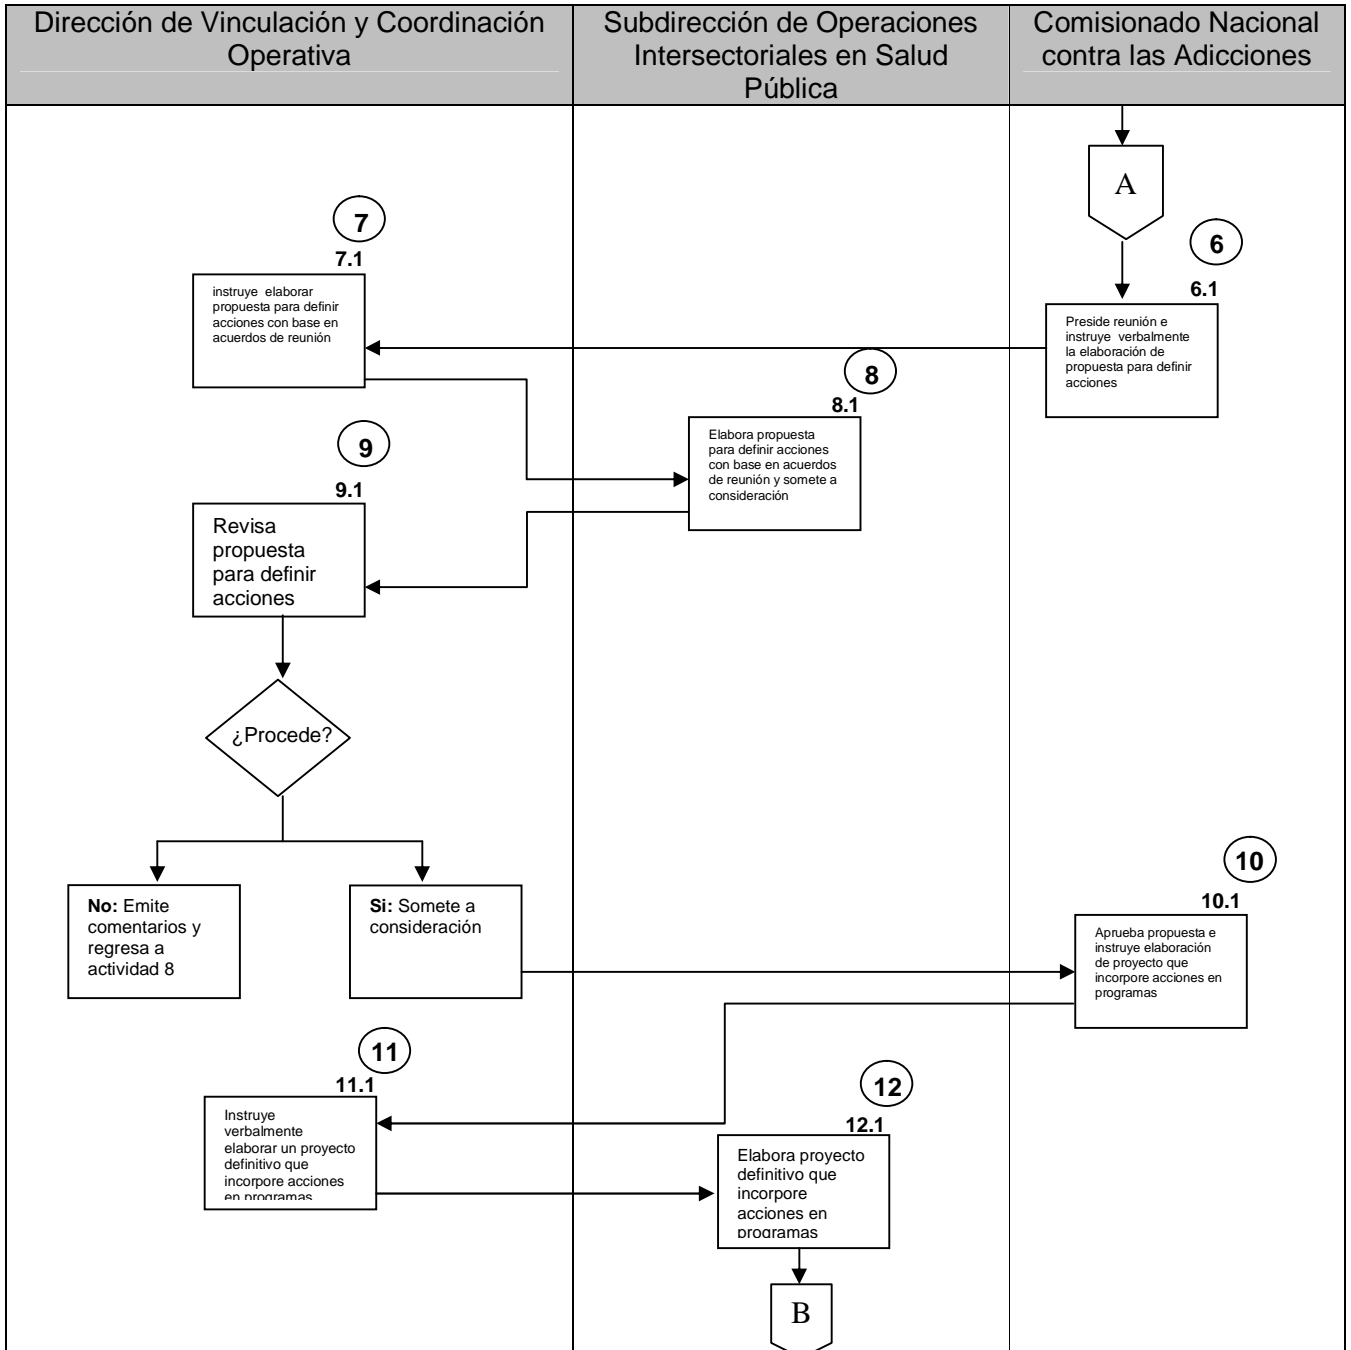 Dirección de Vinculación y Coordinación
Operativa
Subdirección de Operaciones
Intersectoriales en Salud
Pública
Comisionado Nacional
contra las Adicciones
A
6
6.1
Preside reunión e
instruye verbalmente
la elaboración de
propuesta para definir
acciones
7
7.1
instruye elaborar
propuesta para definir
acciones con base en
acuerdos de reunión
8
8.1
Elabora propuesta
para definir acciones
con base en acuerdos
de reunión y somete a
consideración
9
9.1
Revisa
propuesta
para definir
acciones
¿Procede?
No: Emite
comentarios y
regresa a
actividad 8
Si: Somete a
consideración
10
10.1
Aprueba propuesta e
instruye elaboración
de proyecto que
incorpore acciones en
programas
11
11.1
Instruye
verbalmente
elaborar un proyecto
definitivo que
incorpore acciones
en programas
12
12.1
Elabora proyecto
definitivo que
incorpore
acciones en
programas
B